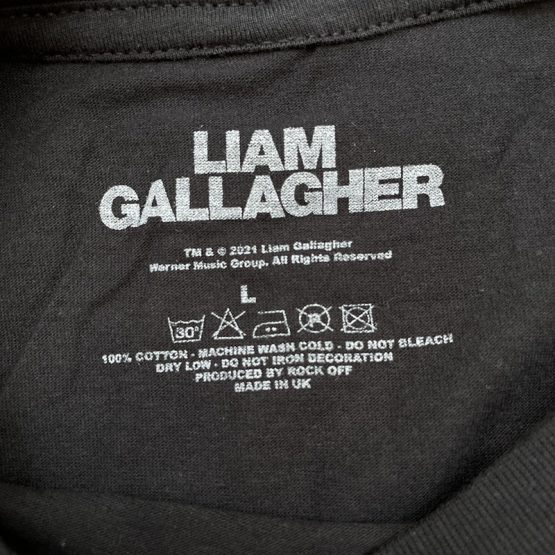 LIAM
GALLAGHER
TM & © 2021 Liam Gallagher
Warner Music Group. All Rights Reserved
L
30°
100% COTTON - MACHINE WASH COLD - DO NOT BLEACH
DRY LOW - DO NOT IRON DECORATION
PRODUCED BY ROCK OFF
MADE IN UK